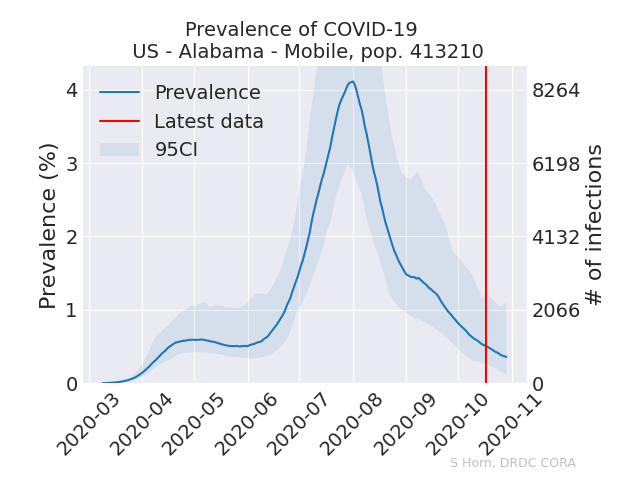 Prevalence of COVID-19
US - Alabama - Mobile, pop. 413210
Prevalence
Latest data
95CI
Prevalence (%)
4
3
2
1
0
# of infections
8264
6198
4132
2066
0
2020-03
2020-04
2020-05
2020-06
2020-07
2020-08
2020-09
2020-10
2020-11
S Horn, DRDC CORA